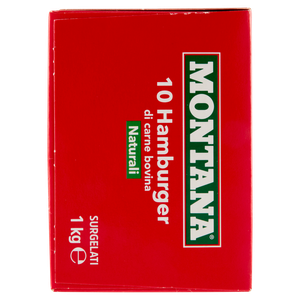 MONTANA®
10 Hamburger
di carne bovina
Naturali
SURGELATI
1 kg ℮